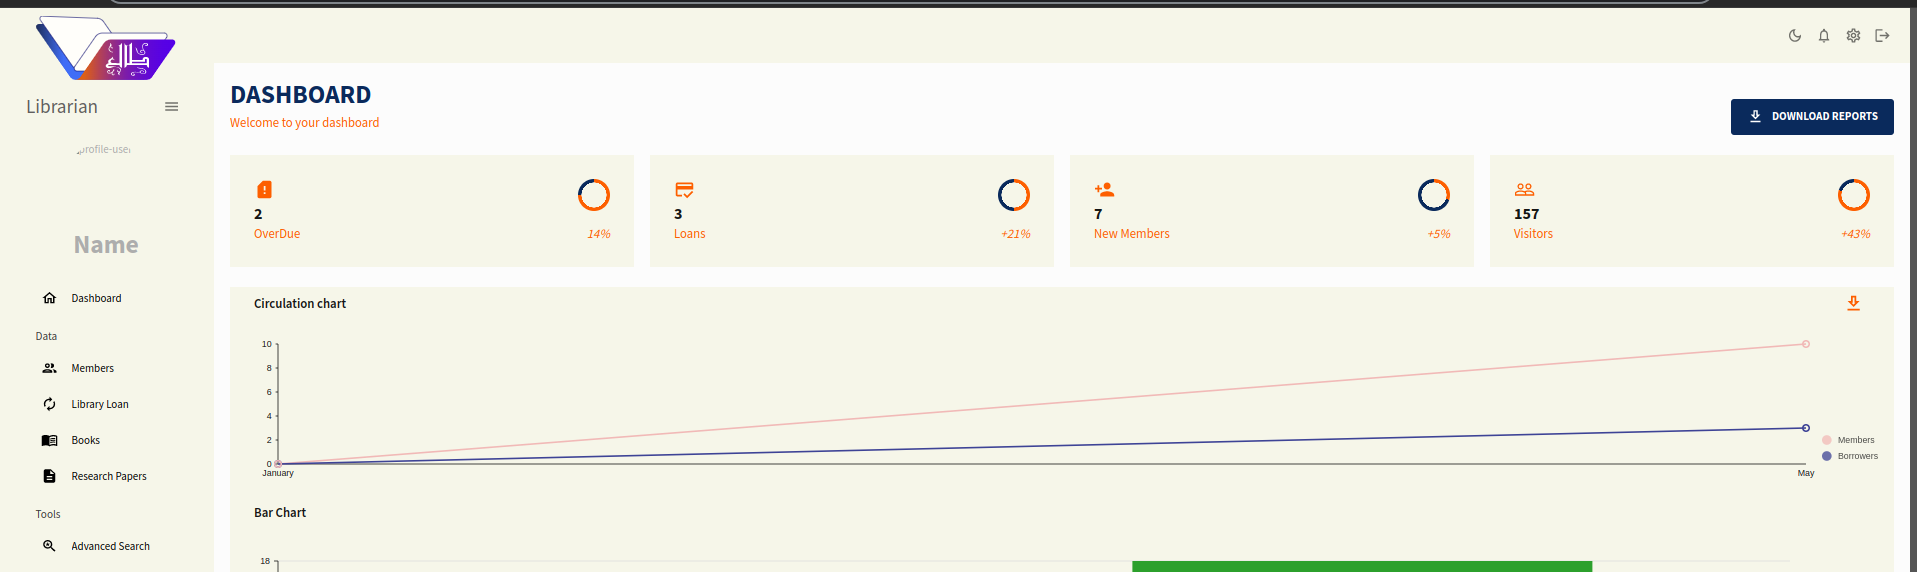 طالب
Librarian
profile-user
Name
Dashboard
Data
Members
Library Loan
Books
Research Papers
Tools
Advanced Search
DASHBOARD
Welcome to your dashboard
DOWNLOAD REPORTS
2
OverDue
14%
3
Loans
+21%
7
New Members
+5%
157
Visitors
+43%
Circulation chart
10
8
6
4
2
0
January
May
Members
Borrowers
Bar Chart
18